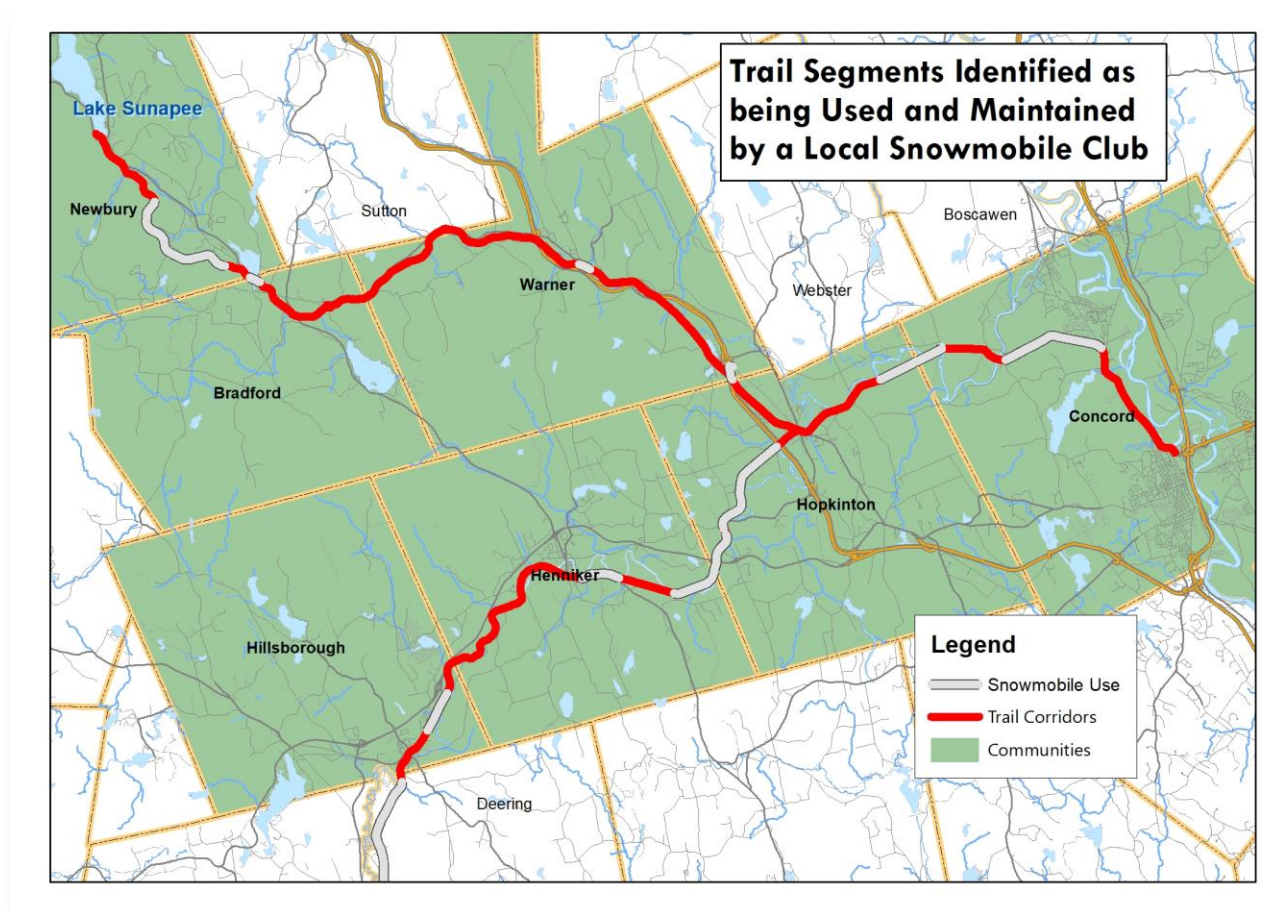 Trail Segments Identified as
being Used and Maintained
by a Local Snowmobile Club
Lake Sunapee
Newbury
Sutton
Boscawen
Warner
Webster
Bradford
Concord
Hopkinton
Henniker
Hillsborough
Deering
Legend
Snowmobile Use
Trail Corridors
Communities